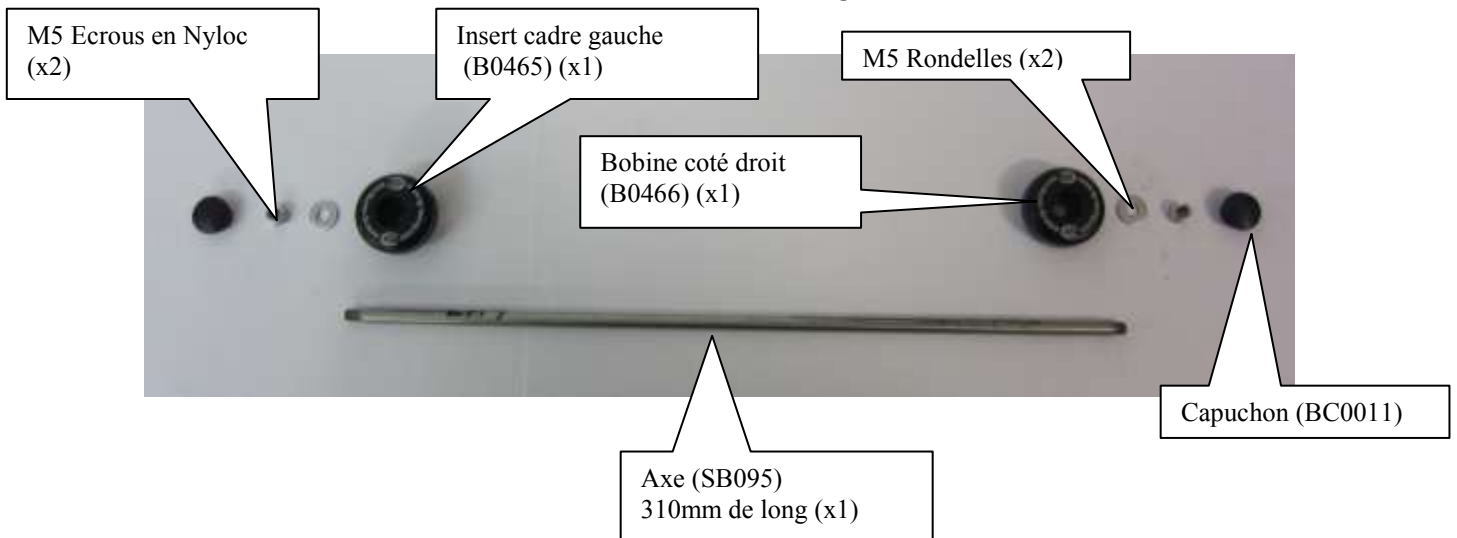 M5 Ecrous en Nyloc
(x2)
Insert cadre gauche
(B0465) (x1)
M5 Rondelles (x2)
Bobine coté droit
(B0466) (x1)
Capuchon (BC0011)
Axe (SB095)
310mm de long (x1)